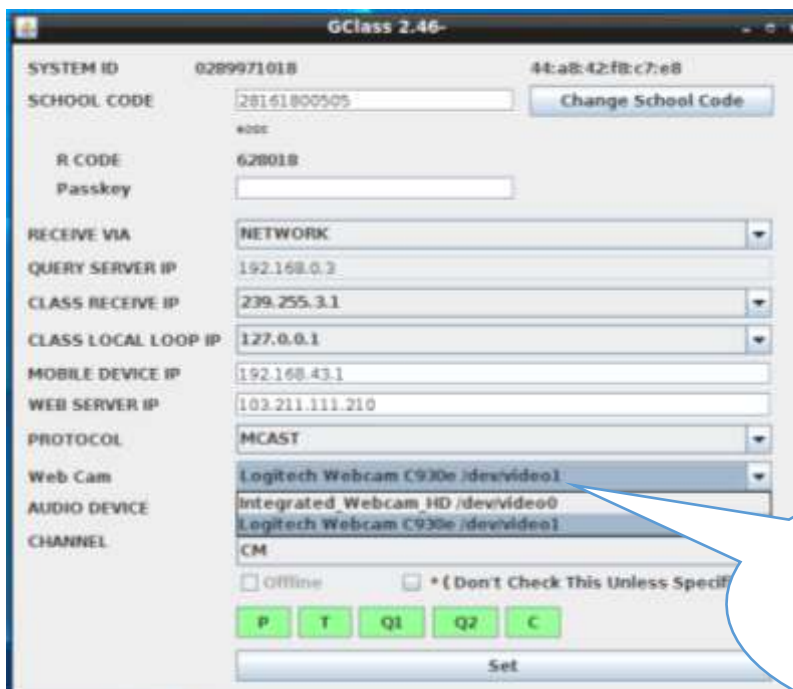 GClass 2.46-
SYSTEM ID 0289971018 44:a8:42:f8:c7:e8
SCHOOL CODE 28161800505 Change School Code
R CODE 628018
Passkey
RECEIVE VIA NETWORK
QUERY SERVER IP 192.168.0.3
CLASS RECEIVE IP 239.255.3.1
CLASS LOCAL LOOP IP 127.0.0.1
MOBILE DEVICE IP 192.168.43.1
WEB SERVER IP 103.211.111.210
PROTOCOL MCAST
Web Cam Logitech Webcam C930e /dev/video1
AUDIO DEVICE Integrated_Webcam_HD /dev/video0
Logitech Webcam C930e /dev/video1
CHANNEL CM
Offline * ( Don't Check This Unless Specif
P T Q1 Q2 C
Set